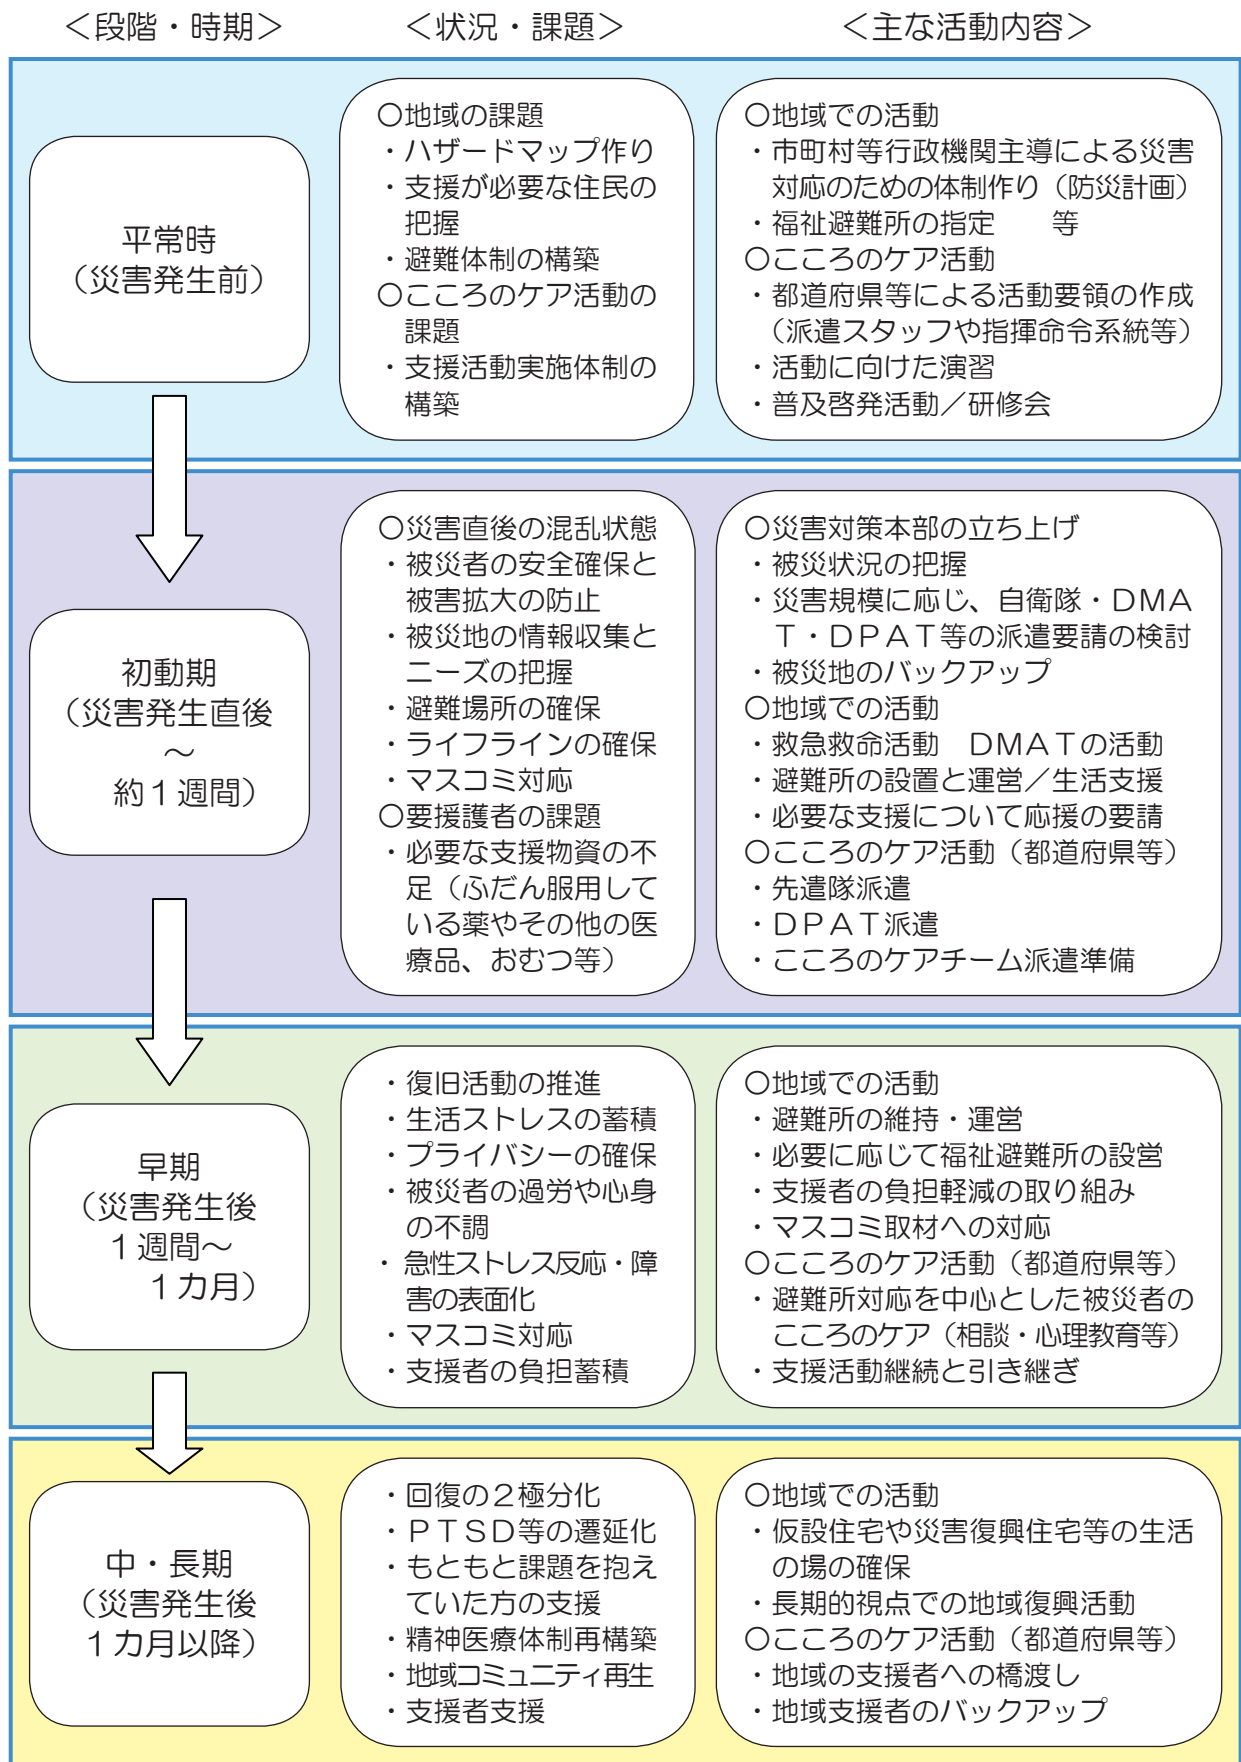 ＜段階・時期＞
＜状況・課題＞
＜主な活動内容＞
平常時
（災害発生前）
○地域の課題
・ハザードマップ作り
・支援が必要な住民の
把握
・避難体制の構築
○こころのケア活動の
課題
・支援活動実施体制の
構築
○地域での活動
・市町村等行政機関主導による災害
対応のための体制作り（防災計画）
・福祉避難所の指定　　等
○こころのケア活動
・都道府県等による活動要領の作成
（派遣スタッフや指揮命令系統等）
・活動に向けた演習
・普及啓発活動／研修会
初動期
（災害発生直後
～
約１週間）
○災害直後の混乱状態
・被災者の安全確保と
被害拡大の防止
・被災地の情報収集と
ニーズの把握
・避難場所の確保
・ライフラインの確保
・マスコミ対応
○要援護者の課題
・必要な支援物資の不
足（ふだん服用して
いる薬やその他の医
療品、おむつ等）
○災害対策本部の立ち上げ
・被災状況の把握
・災害規模に応じ、自衛隊・ＤＭＡ
Ｔ・ＤＰＡＴ等の派遣要請の検討
・被災地のバックアップ
○地域での活動
・救急救命活動　ＤＭＡＴの活動
・避難所の設置と運営／生活支援
・必要な支援について応援の要請
○こころのケア活動（都道府県等）
・先遣隊派遣
・ＤＰＡＴ派遣
・こころのケアチーム派遣準備
早期
（災害発生後
１週間～
１カ月）
・復旧活動の推進
・生活ストレスの蓄積
・プライバシーの確保
・被災者の過労や心身
の不調
・急性ストレス反応・障
害の表面化
・マスコミ対応
・支援者の負担蓄積
○地域での活動
・避難所の維持・運営
・必要に応じて福祉避難所の設営
・支援者の負担軽減の取り組み
・マスコミ取材への対応
○こころのケア活動（都道府県等）
・避難所対応を中心とした被災者の
こころのケア（相談・心理教育等）
・支援活動継続と引き継ぎ
中・長期
（災害発生後
１カ月以降）
・回復の２極分化
・ＰＴＳＤ等の遷延化
・もともと課題を抱え
ていた方の支援
・精神医療体制再構築
・地域コミュニティ再生
・支援者支援
○地域での活動
・仮設住宅や災害復興住宅等の生活
の場の確保
・長期的視点での地域復興活動
○こころのケア活動（都道府県等）
・地域の支援者への橋渡し
・地域支援者のバックアップ